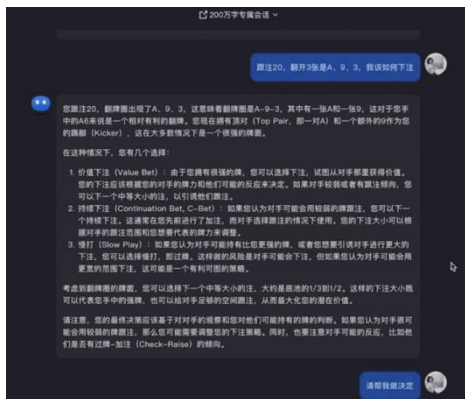 200万字专属会话
跟注20，翻开3张是A、9、3，我该如何下注
您跟注20，翻牌圈出现了A、9、3，这意味着翻牌圈是A-9-3，其中有一张A和一张9，这对于您手
中的A6来说是一个相对有利的翻牌。您现在拥有顶对（Top Pair，即一对A）和一个额外的9作为您
的踢脚（Kicker），这在大多数情况下是一个很强的牌面。
在这种情况下，您有几个选择：
1. 价值下注（Value Bet）：由于您拥有很强的牌，您可以选择下注，试图从对手那里获得价值。
您的下注应该根据您的对手的牌力和他们可能的反应来决定。如果对手较弱或者有跟注倾向，您
可以下一个中等大小的注，以引诱他们跟注。
2. 持续下注（Continuation Bet, C-Bet）：如果您认为对手可能会用较弱的牌跟注，您可以下一
个持续下注。这通常在您先前进行了加注，而对手选择跟注的情况下使用。您的下注大小可以根
据对手的跟注范围和您想要代表的牌力来调整。
3. 慢打（Slow Play）：如果您认为对手可能持有比您更强的牌，或者您想要引诱对手进行更大的
下注，您可以选择慢打，即过牌。这样做的风险是对手可能会下注，但如果您认为对手可能会用
更宽的范围下注，这可能是一个有利可图的策略。
考虑到翻牌圈的牌面，您可以选择下一个中等大小的注，大约是底池的1/3到1/2。这样的下注大小既
可以代表您手中的强牌，也可以给对手足够的空间跟注，从而最大化您的潜在价值。
请注意，您的最终决策应该基于对对手的观察和您对他们可能持有的牌的判断。如果您认为对手很可
能会用较弱的牌跟注，那么您可能需要调整您的下注策略。同时，也要注意对手可能的反应，比如他
们是否有过牌-加注（Check-Raise）的倾向。
请帮我做决定